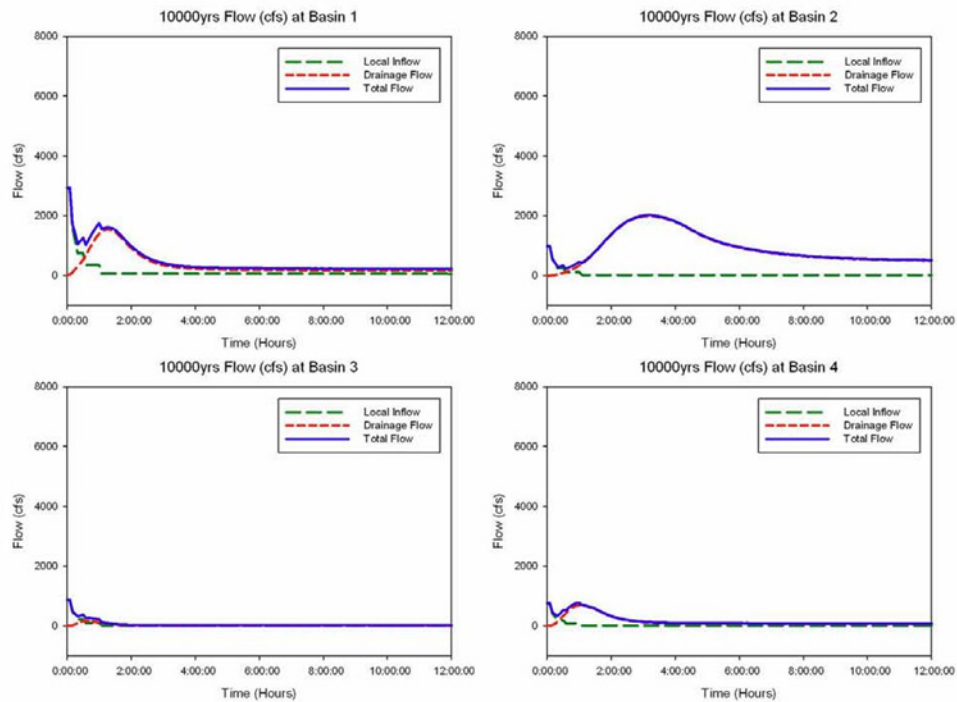 10000yrs Flow (cfs) at Basin 1
8000
6000
4000
2000
0
Flow (cfs)
Local Inflow
Drainage Flow
Total Flow
0:00:00 2:00:00 4:00:00 6:00:00 8:00:00 10:00:00 12:00:00
Time (Hours)
10000yrs Flow (cfs) at Basin 2
8000
6000
4000
2000
0
Flow (cfs)
Local Inflow
Drainage Flow
Total Flow
0:00:00 2:00:00 4:00:00 6:00:00 8:00:00 10:00:00 12:00:00
Time (Hours)
10000yrs Flow (cfs) at Basin 3
8000
6000
4000
2000
0
Flow (cfs)
Local Inflow
Drainage Flow
Total Flow
0:00:00 2:00:00 4:00:00 6:00:00 8:00:00 10:00:00 12:00:00
Time (Hours)
10000yrs Flow (cfs) at Basin 4
8000
6000
4000
2000
0
Flow (cfs)
Local Inflow
Drainage Flow
Total Flow
0:00:00 2:00:00 4:00:00 6:00:00 8:00:00 10:00:00 12:00:00
Time (Hours)